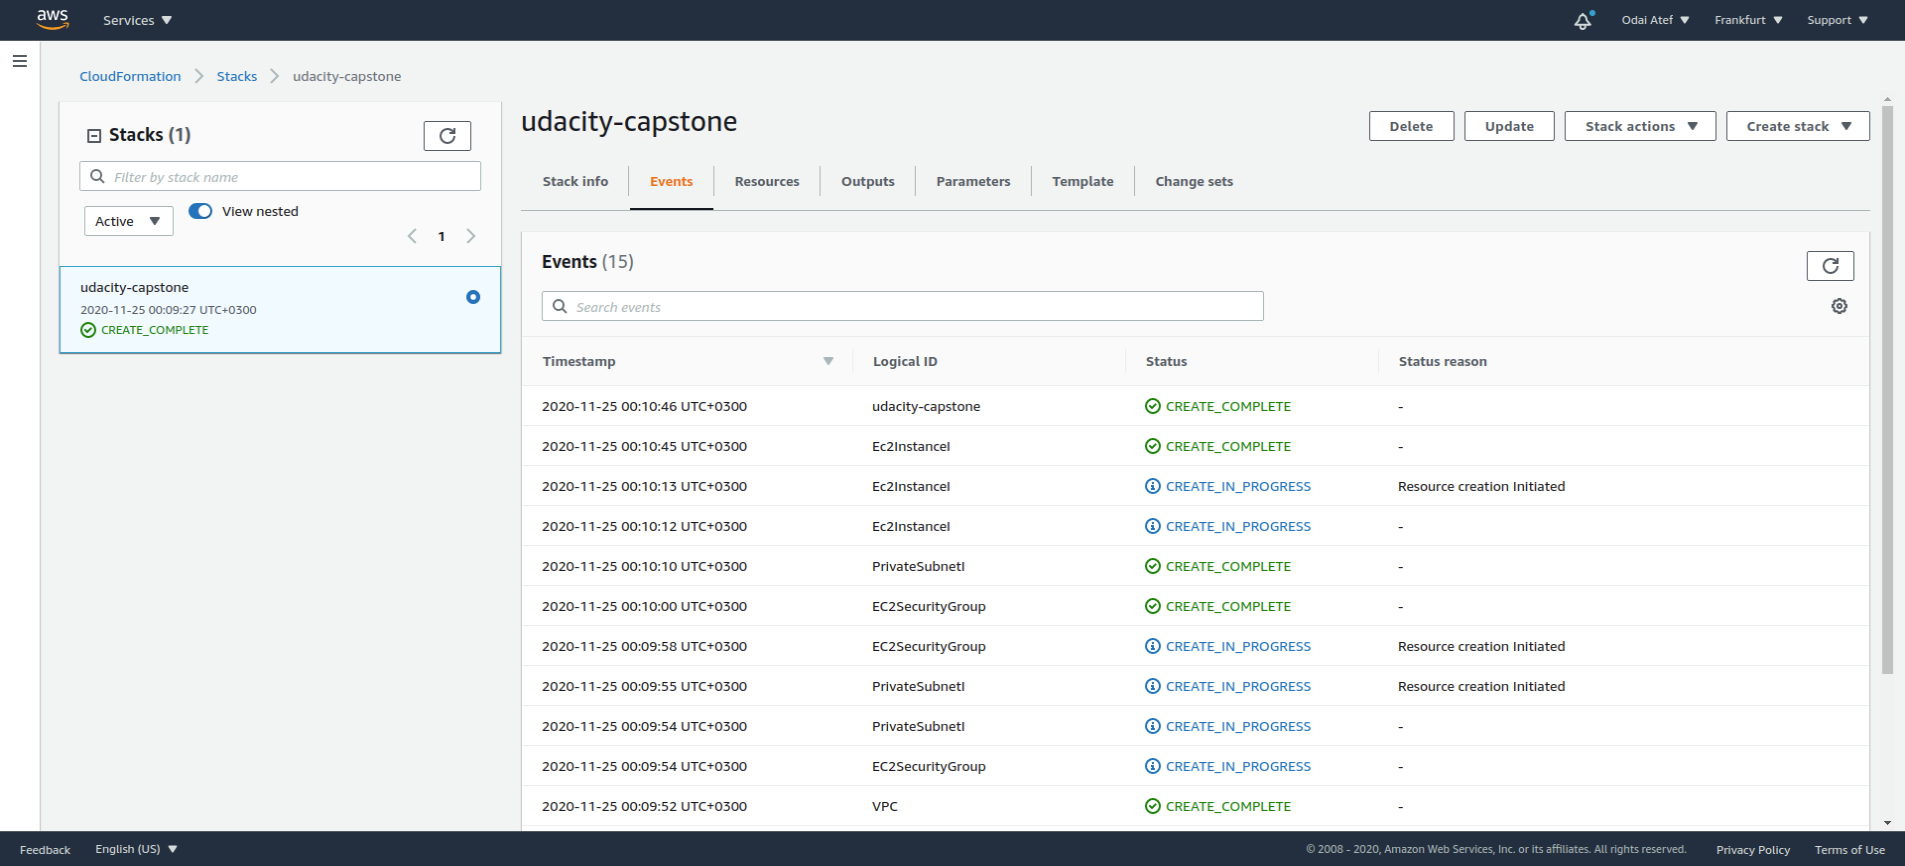 aws Services Odai Atef Frankfurt Support
CloudFormation Stacks udacity-capstone
Stacks (1)
Filter by stack name
Active View nested
1
udacity-capstone
2020-11-25 00:09:27 UTC+0300
CREATE_COMPLETE
udacity-capstone
Delete Update Stack actions Create stack
Stack info Events Resources Outputs Parameters Template Change sets
Events (15)
Search events
Timestamp Logical ID Status Status reason
2020-11-25 00:10:46 UTC+0300 udacity-capstone CREATE_COMPLETE -
2020-11-25 00:10:45 UTC+0300 Ec2InstanceI CREATE_COMPLETE -
2020-11-25 00:10:13 UTC+0300 Ec2InstanceI CREATE_IN_PROGRESS Resource creation Initiated
2020-11-25 00:10:12 UTC+0300 Ec2InstanceI CREATE_IN_PROGRESS -
2020-11-25 00:10:10 UTC+0300 PrivateSubnetI CREATE_COMPLETE -
2020-11-25 00:10:00 UTC+0300 EC2SecurityGroup CREATE_COMPLETE -
2020-11-25 00:09:58 UTC+0300 EC2SecurityGroup CREATE_IN_PROGRESS Resource creation Initiated
2020-11-25 00:09:55 UTC+0300 PrivateSubnetI CREATE_IN_PROGRESS Resource creation Initiated
2020-11-25 00:09:54 UTC+0300 PrivateSubnetI CREATE_IN_PROGRESS -
2020-11-25 00:09:54 UTC+0300 EC2SecurityGroup CREATE_IN_PROGRESS -
2020-11-25 00:09:52 UTC+0300 VPC CREATE_COMPLETE -
Feedback English (US) © 2008 - 2020, Amazon Web Services, Inc. or its affiliates. All rights reserved. Privacy Policy Terms of Use